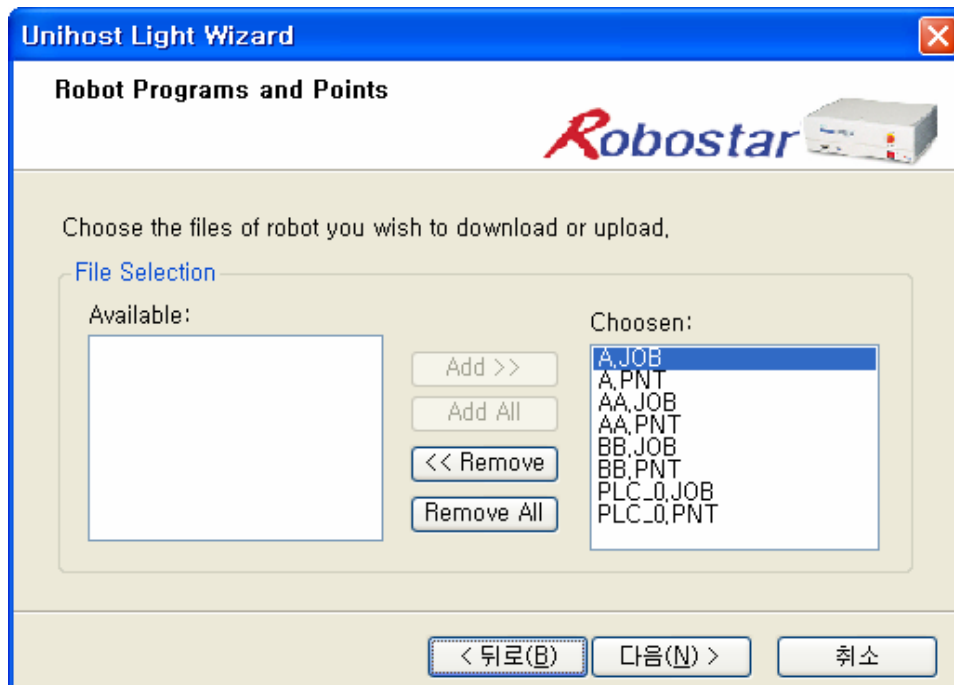 Unihost Light Wizard
Robot Programs and Points
Robostar
Choose the files of robot you wish to download or upload.
File Selection
Available:
Choosen:
Add >>
Add All
<< Remove
Remove All
A.JOB
A.PNT
AA.JOB
AA.PNT
BB.JOB
BB.PNT
PLC_0.JOB
PLC_0.PNT
< 뒤로(B)
다음(N) >
취소